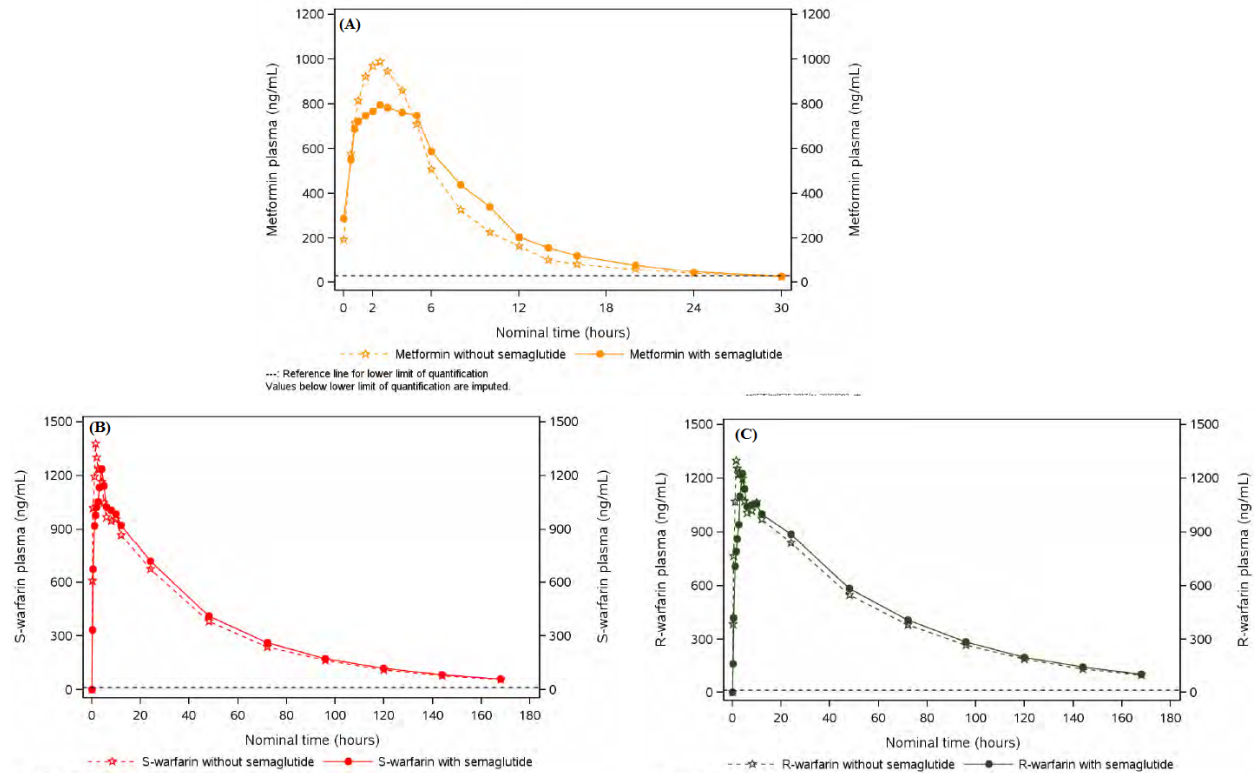 (A)
Metformin plasma (ng/mL)
1200
1000
800
600
400
200
0
1200
1000
800
600
400
200
0
Metformin plasma (ng/mL)
0 2 6 12 18 24 30
Nominal time (hours)
Metformin without semaglutide Metformin with semaglutide
---: Reference line for lower limit of quantification
Values below lower limit of quantification are imputed.
(B)
S-warfarin plasma (ng/mL)
1500
1200
900
600
300
0
1500
1200
900
600
300
0
S-warfarin plasma (ng/mL)
0 20 40 60 80 100 120 140 160 180
Nominal time (hours)
S-warfarin without semaglutide S-warfarin with semaglutide
(C)
R-warfarin plasma (ng/mL)
1500
1200
900
600
300
0
1500
1200
900
600
300
0
R-warfarin plasma (ng/mL)
0 20 40 60 80 100 120 140 160 180
Nominal time (hours)
R-warfarin without semaglutide R-warfarin with semaglutide